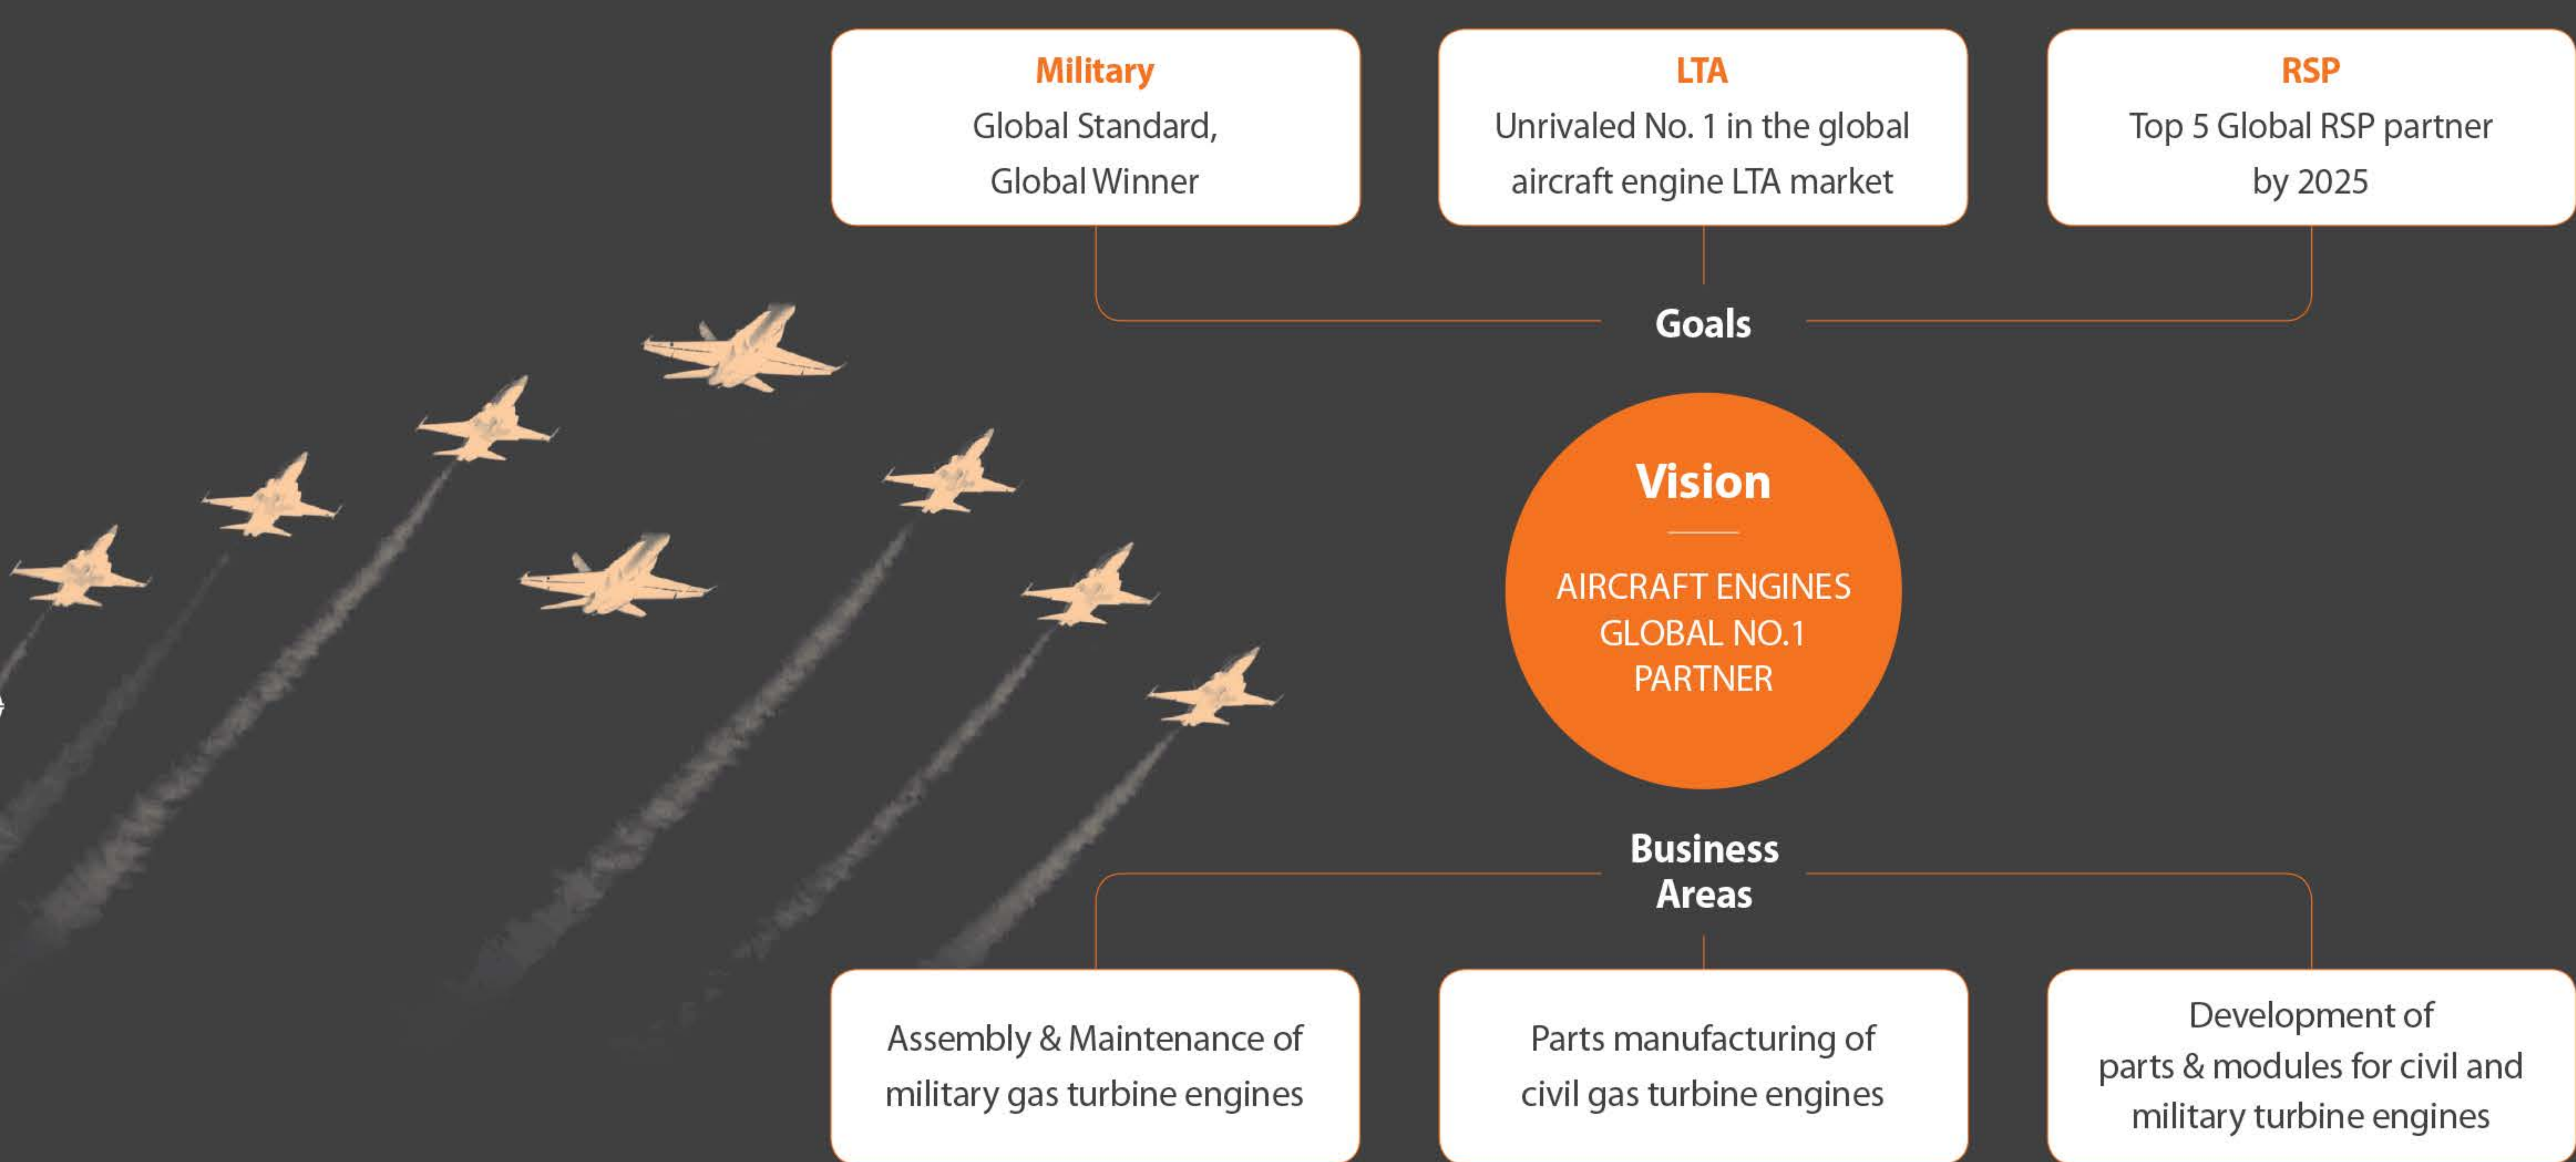 Military
Global Standard,
Global Winner
LTA
Unrivaled No. 1 in the global
aircraft engine LTA market
RSP
Top 5 Global RSP partner
by 2025
Goals
Vision
AIRCRAFT ENGINES
GLOBAL NO.1
PARTNER
Business
Areas
Assembly & Maintenance of
military gas turbine engines
Parts manufacturing of
civil gas turbine engines
Development of
parts & modules for civil and
military turbine engines